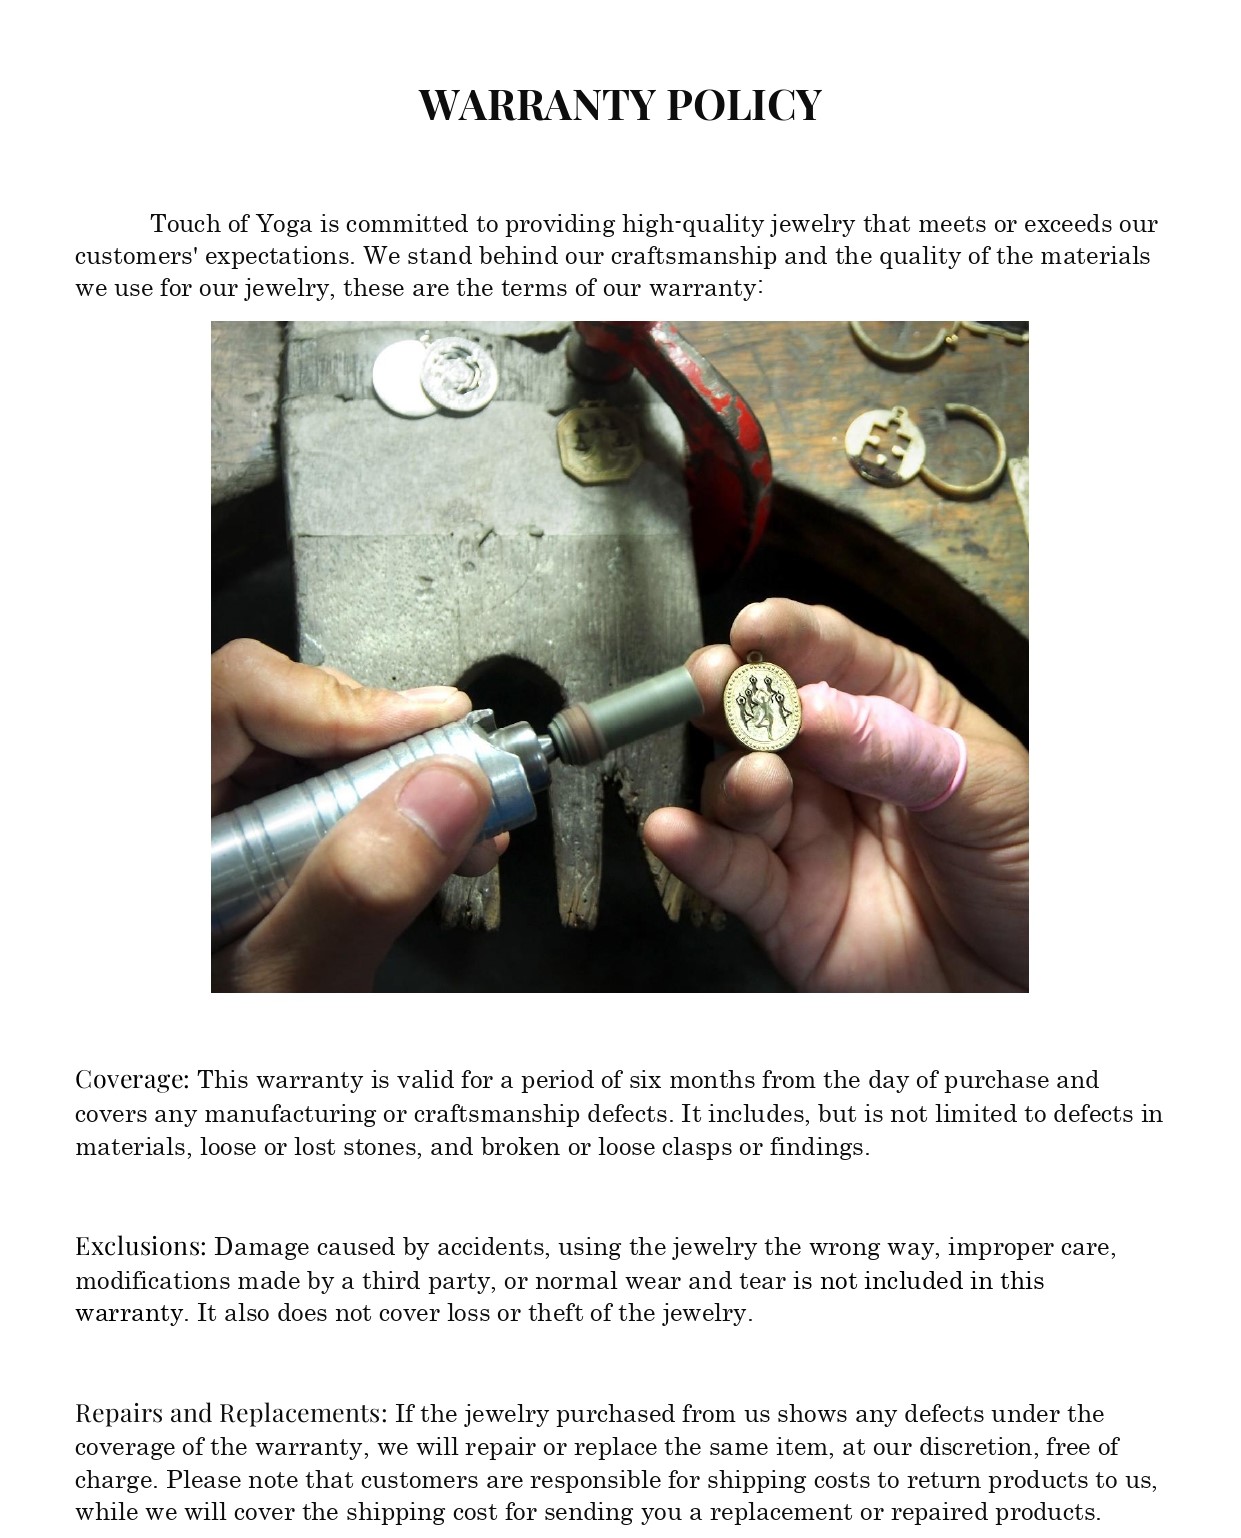 WARRANTY POLICY
Touch of Yoga is committed to providing high-quality jewelry that meets or exceeds our
customers' expectations. We stand behind our craftsmanship and the quality of the materials
we use for our jewelry, these are the terms of our warranty:
Coverage: This warranty is valid for a period of six months from the day of purchase and
covers any manufacturing or craftsmanship defects. It includes, but is not limited to defects in
materials, loose or lost stones, and broken or loose clasps or findings.
Exclusions: Damage caused by accidents, using the jewelry the wrong way, improper care,
modifications made by a third party, or normal wear and tear is not included in this
warranty. It also does not cover loss or theft of the jewelry.
Repairs and Replacements: If the jewelry purchased from us shows any defects under the
coverage of the warranty, we will repair or replace the same item, at our discretion, free of
charge. Please note that customers are responsible for shipping costs to return products to us,
while we will cover the shipping cost for sending you a replacement or repaired products.